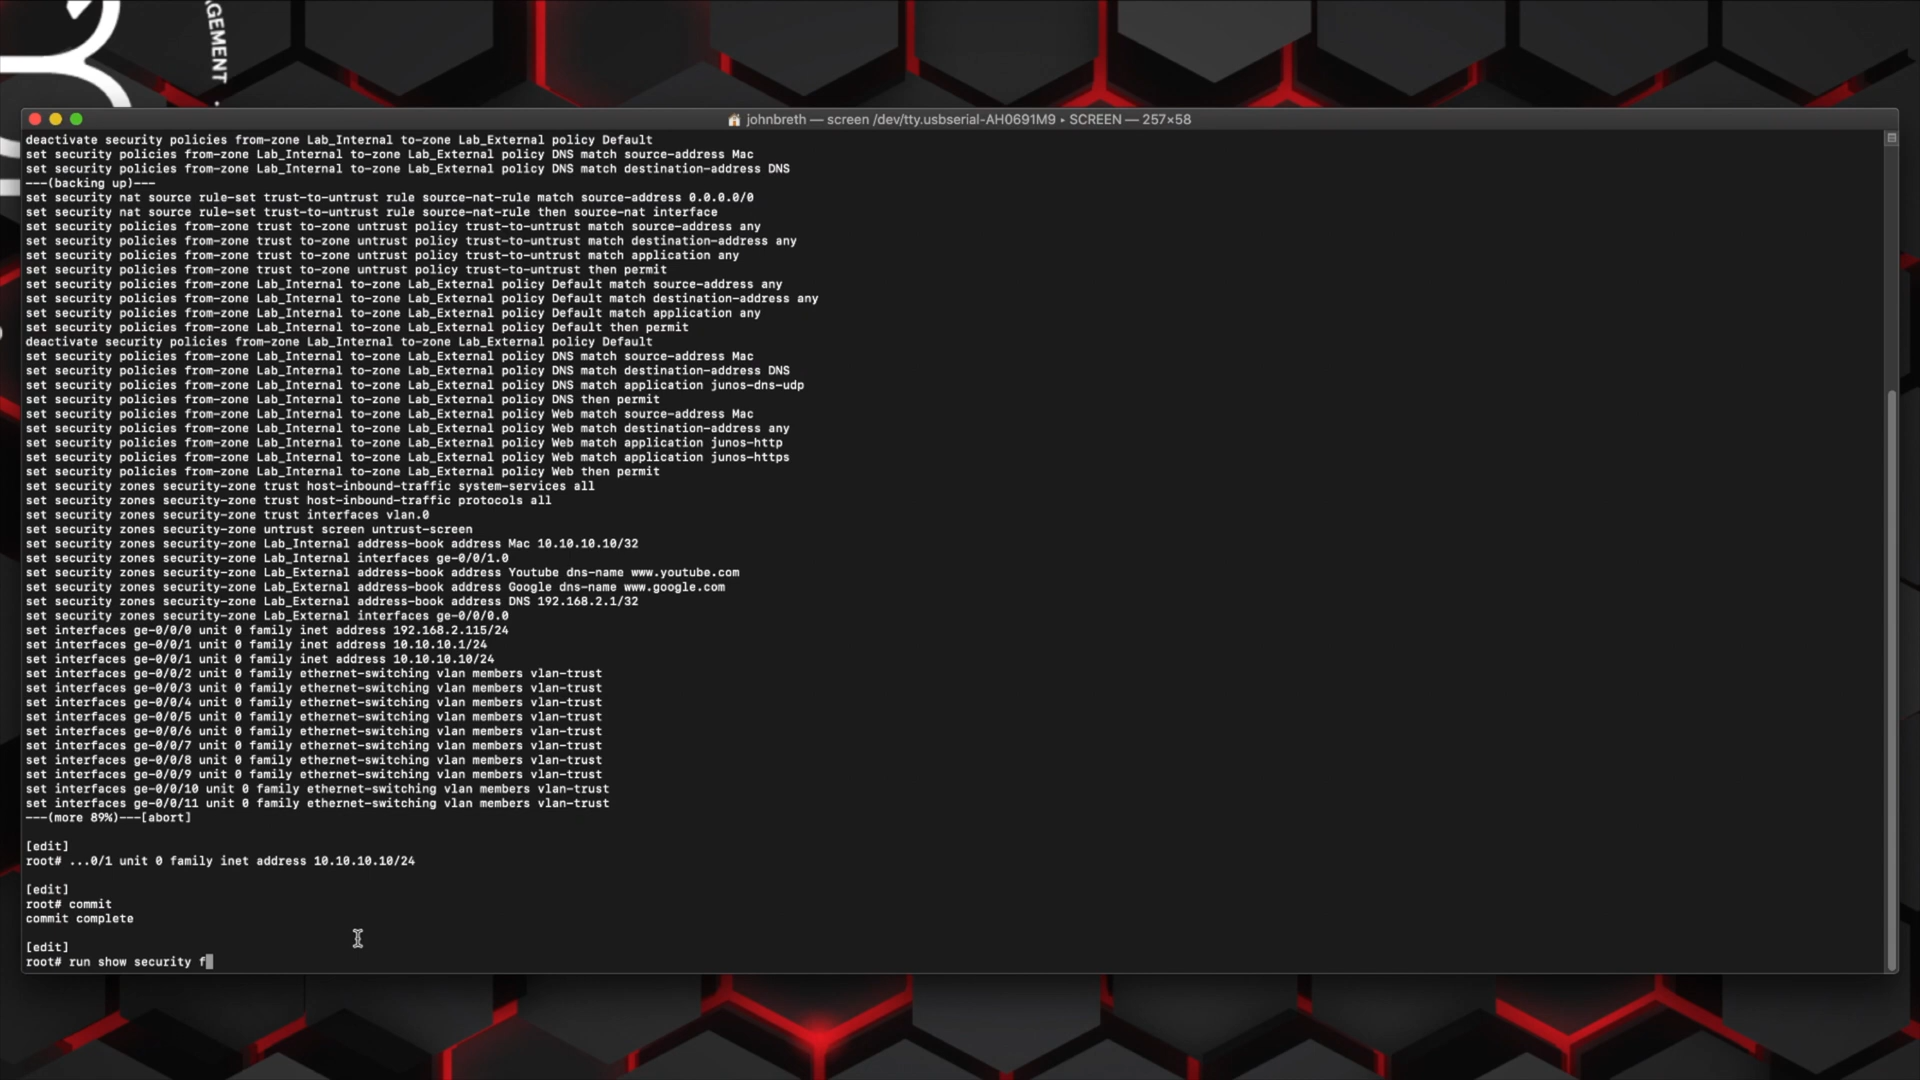 AGEMENT .
johnbreth — screen /dev/tty.usbserial-AH0691M9 ▸ SCREEN — 257×58
deactivate security policies from-zone Lab_Internal to-zone Lab_External policy Default
set security policies from-zone Lab_Internal to-zone Lab_External policy DNS match source-address Mac
set security policies from-zone Lab_Internal to-zone Lab_External policy DNS match destination-address DNS
---(backing up)---
set security nat source rule-set trust-to-untrust rule source-nat-rule match source-address 0.0.0.0/0
set security nat source rule-set trust-to-untrust rule source-nat-rule then source-nat interface
set security policies from-zone trust to-zone untrust policy trust-to-untrust match source-address any
set security policies from-zone trust to-zone untrust policy trust-to-untrust match destination-address any
set security policies from-zone trust to-zone untrust policy trust-to-untrust match application any
set security policies from-zone trust to-zone untrust policy trust-to-untrust then permit
set security policies from-zone Lab_Internal to-zone Lab_External policy Default match source-address any
set security policies from-zone Lab_Internal to-zone Lab_External policy Default match destination-address any
set security policies from-zone Lab_Internal to-zone Lab_External policy Default match application any
set security policies from-zone Lab_Internal to-zone Lab_External policy Default then permit
deactivate security policies from-zone Lab_Internal to-zone Lab_External policy Default
set security policies from-zone Lab_Internal to-zone Lab_External policy DNS match source-address Mac
set security policies from-zone Lab_Internal to-zone Lab_External policy DNS match destination-address DNS
set security policies from-zone Lab_Internal to-zone Lab_External policy DNS match application junos-dns-udp
set security policies from-zone Lab_Internal to-zone Lab_External policy DNS then permit
set security policies from-zone Lab_Internal to-zone Lab_External policy Web match source-address Mac
set security policies from-zone Lab_Internal to-zone Lab_External policy Web match destination-address any
set security policies from-zone Lab_Internal to-zone Lab_External policy Web match application junos-http
set security policies from-zone Lab_Internal to-zone Lab_External policy Web match application junos-https
set security policies from-zone Lab_Internal to-zone Lab_External policy Web then permit
set security zones security-zone trust host-inbound-traffic system-services all
set security zones security-zone trust host-inbound-traffic protocols all
set security zones security-zone trust interfaces vlan.0
set security zones security-zone untrust screen untrust-screen
set security zones security-zone Lab_Internal address-book address Mac 10.10.10.10/32
set security zones security-zone Lab_Internal interfaces ge-0/0/1.0
set security zones security-zone Lab_External address-book address Youtube dns-name www.youtube.com
set security zones security-zone Lab_External address-book address Google dns-name www.google.com
set security zones security-zone Lab_External address-book address DNS 192.168.2.1/32
set security zones security-zone Lab_External interfaces ge-0/0/0.0
set interfaces ge-0/0/0 unit 0 family inet address 192.168.2.115/24
set interfaces ge-0/0/1 unit 0 family inet address 10.10.10.1/24
set interfaces ge-0/0/1 unit 0 family inet address 10.10.10.10/24
set interfaces ge-0/0/2 unit 0 family ethernet-switching vlan members vlan-trust
set interfaces ge-0/0/3 unit 0 family ethernet-switching vlan members vlan-trust
set interfaces ge-0/0/4 unit 0 family ethernet-switching vlan members vlan-trust
set interfaces ge-0/0/5 unit 0 family ethernet-switching vlan members vlan-trust
set interfaces ge-0/0/6 unit 0 family ethernet-switching vlan members vlan-trust
set interfaces ge-0/0/7 unit 0 family ethernet-switching vlan members vlan-trust
set interfaces ge-0/0/8 unit 0 family ethernet-switching vlan members vlan-trust
set interfaces ge-0/0/9 unit 0 family ethernet-switching vlan members vlan-trust
set interfaces ge-0/0/10 unit 0 family ethernet-switching vlan members vlan-trust
set interfaces ge-0/0/11 unit 0 family ethernet-switching vlan members vlan-trust
---(more 89%)---[abort]
[edit]
root# ...0/1 unit 0 family inet address 10.10.10.10/24
[edit]
root# commit
commit complete
[edit]
root# run show security f